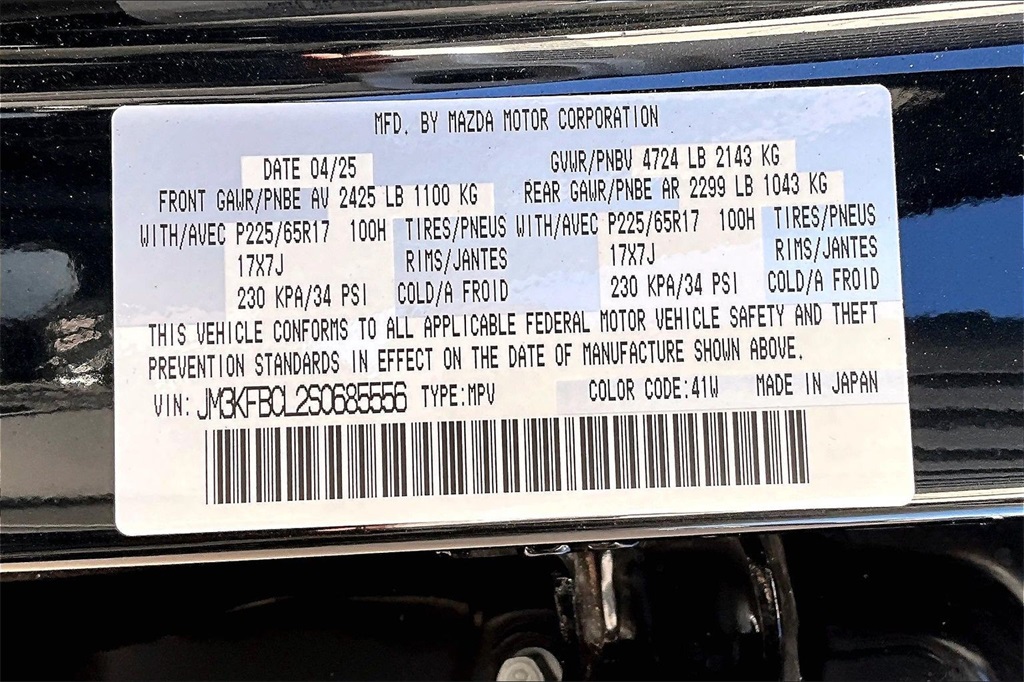 MFD. BY MAZDA MOTOR CORPORATION
DATE 04/25 GVWR/PNBV 4724 LB 2143 KG
FRONT GAWR/PNBE AV 2425 LB 1100 KG REAR GAWR/PNBE AR 2299 LB 1043 KG
WITH/AVEC P225/65R17 100H TIRES/PNEUS WITH/AVEC P225/65R17 100H TIRES/PNEUS
17X7J RIMS/JANTES 17X7J RIMS/JANTES
230 KPA/34 PSI COLD/A FROID 230 KPA/34 PSI COLD/A FROID
THIS VEHICLE CONFORMS TO ALL APPLICABLE FEDERAL MOTOR VEHICLE SAFETY AND THEFT
PREVENTION STANDARDS IN EFFECT ON THE DATE OF MANUFACTURE SHOWN ABOVE.
VIN: JM3KFBCL2S0685556 TYPE:MPV COLOR CODE:41W MADE IN JAPAN